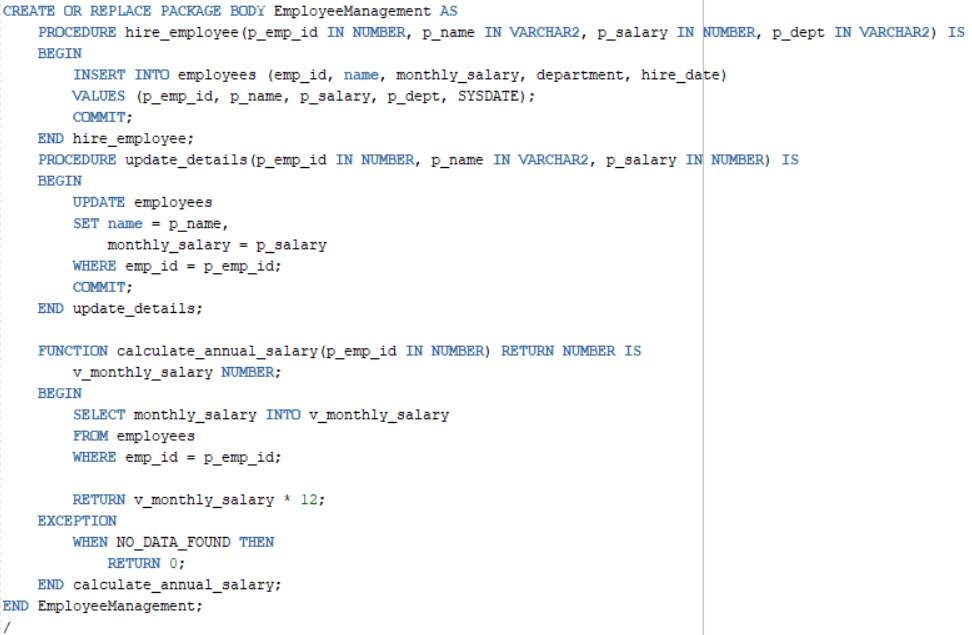 CREATE OR REPLACE PACKAGE BODY EmployeeManagement AS
    PROCEDURE hire_employee(p_emp_id IN NUMBER, p_name IN VARCHAR2, p_salary IN NUMBER, p_dept IN VARCHAR2) IS
    BEGIN
        INSERT INTO employees (emp_id, name, monthly_salary, department, hire_date)
        VALUES (p_emp_id, p_name, p_salary, p_dept, SYSDATE);
        COMMIT;
    END hire_employee;
    PROCEDURE update_details(p_emp_id IN NUMBER, p_name IN VARCHAR2, p_salary IN NUMBER) IS
    BEGIN
        UPDATE employees
        SET name = p_name,
            monthly_salary = p_salary
        WHERE emp_id = p_emp_id;
        COMMIT;
    END update_details;

    FUNCTION calculate_annual_salary(p_emp_id IN NUMBER) RETURN NUMBER IS
        v_monthly_salary NUMBER;
    BEGIN
        SELECT monthly_salary INTO v_monthly_salary
        FROM employees
        WHERE emp_id = p_emp_id;

        RETURN v_monthly_salary * 12;
    EXCEPTION
        WHEN NO_DATA_FOUND THEN
            RETURN 0;
    END calculate_annual_salary;
END EmployeeManagement;
/